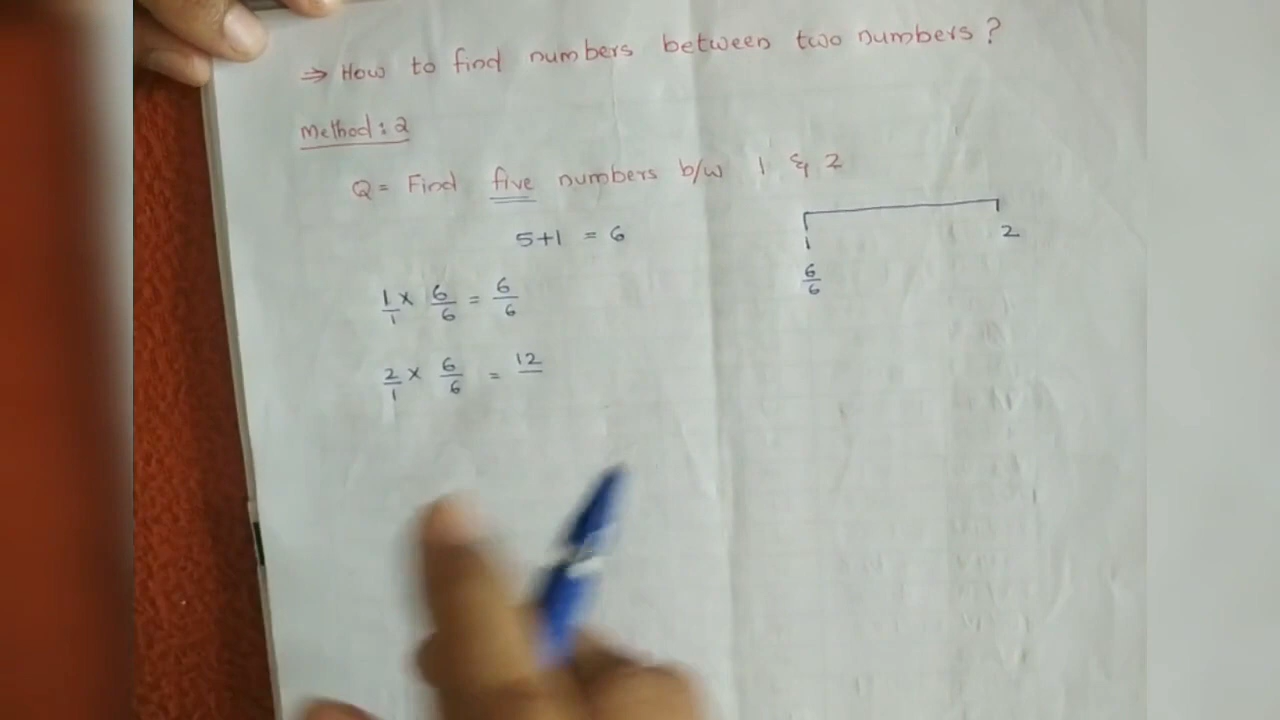 ⇒ How to find numbers between two numbers?
Method: 2
Q = Find five numbers b/w 1 & 2
5+1 = 6
1/1 × 6/6 = 6/6
2/1 × 6/6 = 12
1 2
6/6